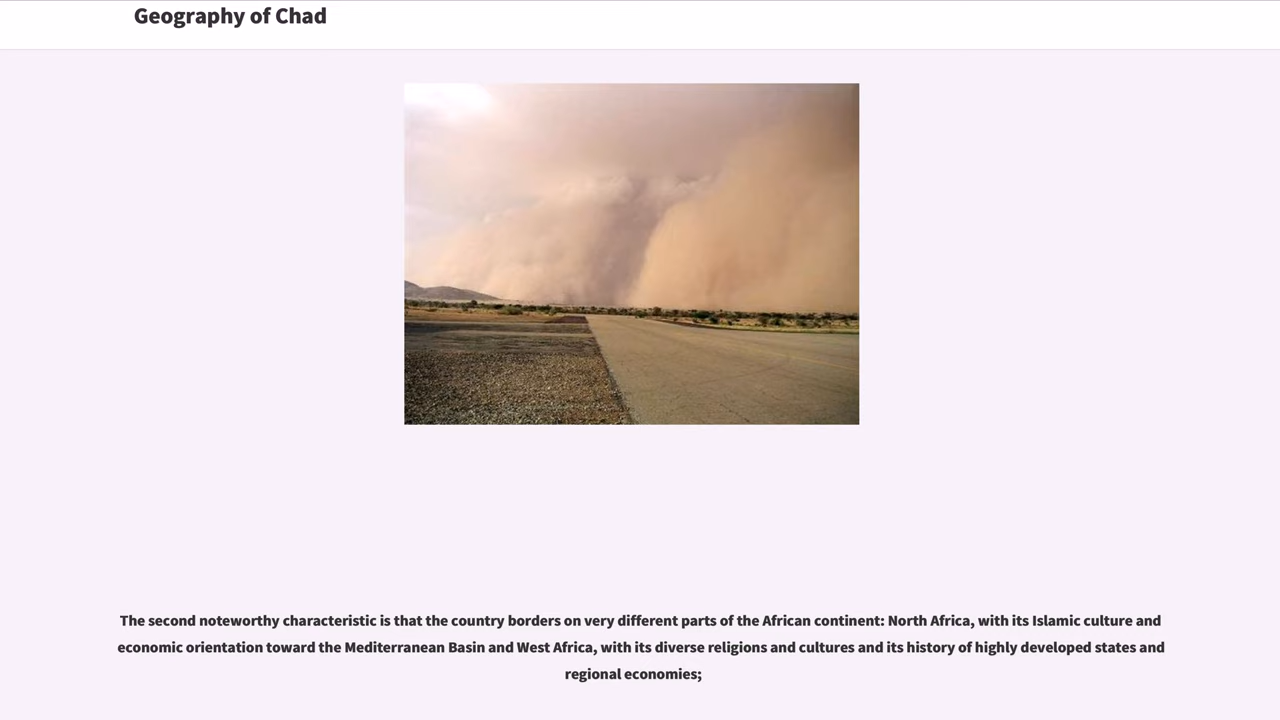 Geography of Chad
The second noteworthy characteristic is that the country borders on very different parts of the African continent: North Africa, with its Islamic culture and
economic orientation toward the Mediterranean Basin and West Africa, with its diverse religions and cultures and its history of highly developed states and
regional economies;